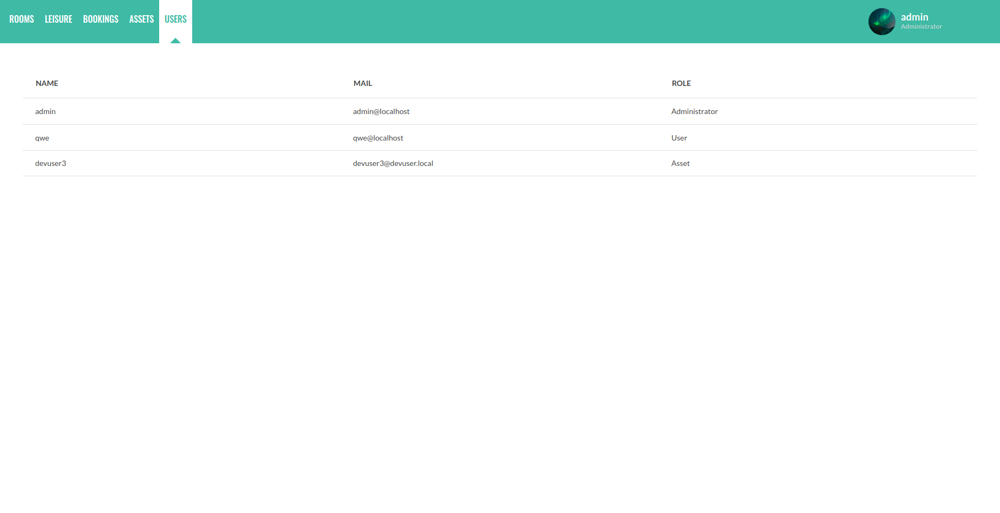 ROOMS LEISURE BOOKINGS ASSETS USERS
admin
Administrator
NAME MAIL ROLE
admin admin@localhost Administrator
qwe qwe@localhost User
devuser3 devuser3@devuser.local Asset